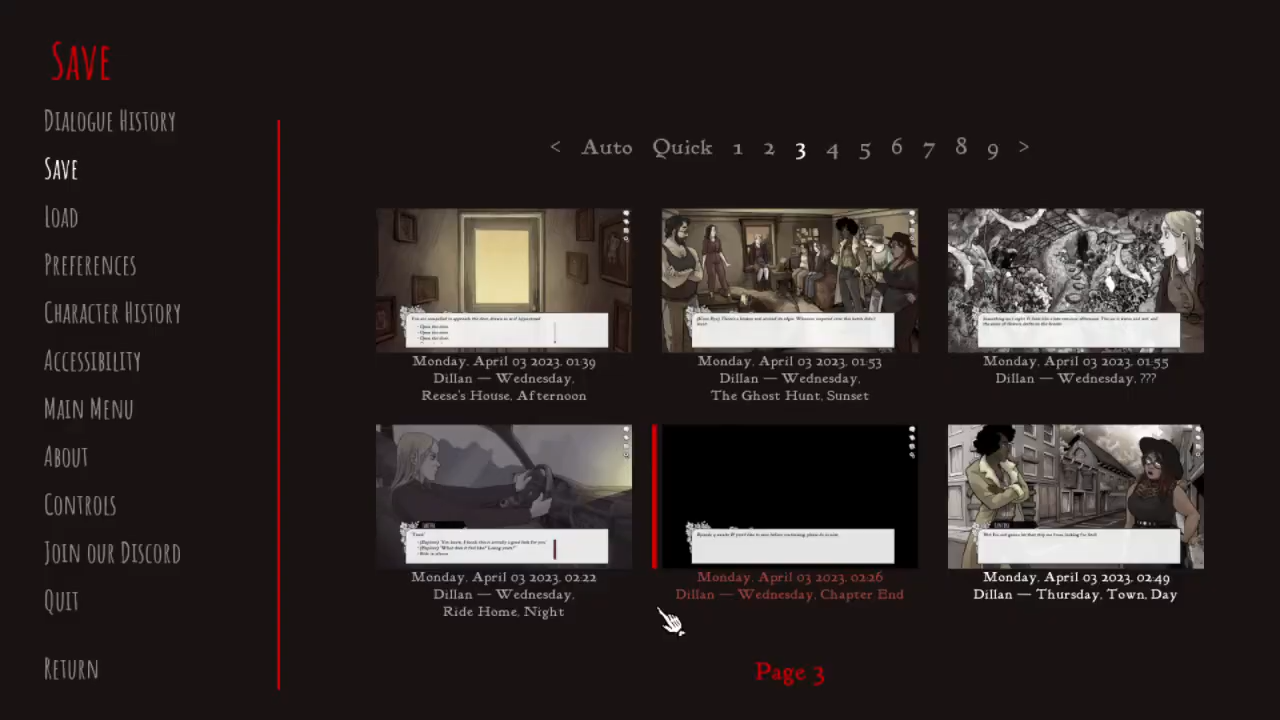 Save
Dialogue History
Save
Load
Preferences
Character History
Accessibility
Main Menu
About
Controls
Join our Discord
Quit
Return
< Auto Quick 1 2 3 4 5 6 7 8 9 >
Monday, April 03 2023, 01:39
Dillan — Wednesday,
Reese's House, Afternoon
Monday, April 03 2023, 01:53
Dillan — Wednesday,
The Ghost Hunt, Sunset
Monday, April 03 2023, 01:55
Dillan — Wednesday, ???
Monday, April 03 2023, 02:22
Dillan — Wednesday,
Ride Home, Night
Monday, April 03 2023, 02:26
Dillan — Wednesday, Chapter End
Monday, April 03 2023, 02:49
Dillan — Thursday, Town, Day
Page 3